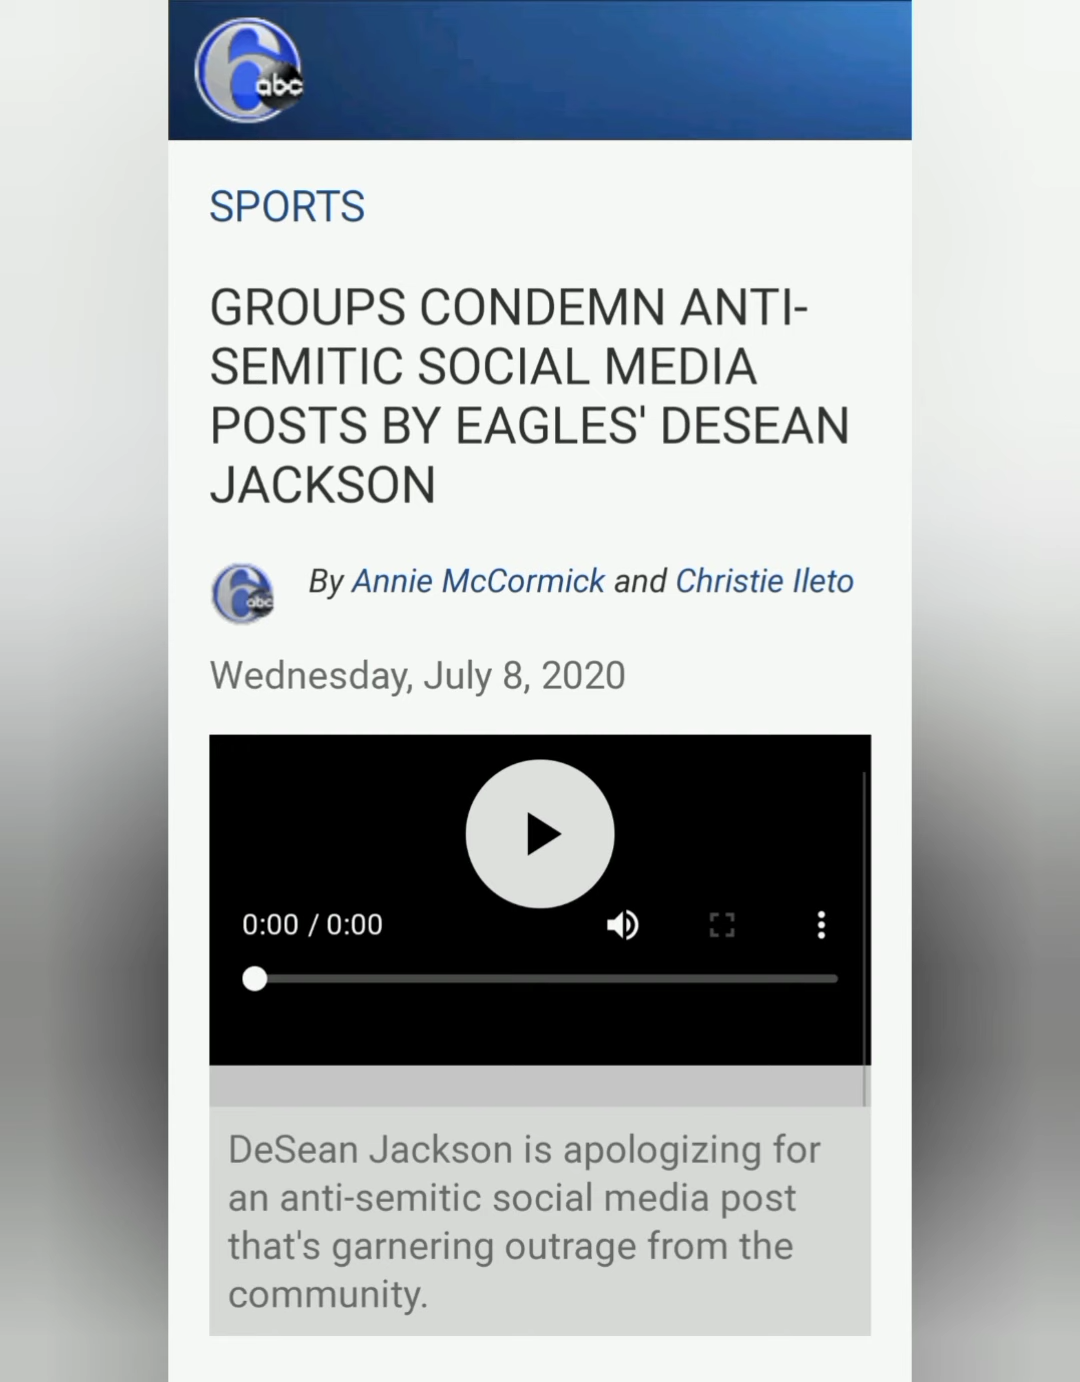 6abc
SPORTS
GROUPS CONDEMN ANTI-
SEMITIC SOCIAL MEDIA
POSTS BY EAGLES' DESEAN
JACKSON
6abc
By Annie McCormick and Christie Ileto
Wednesday, July 8, 2020
0:00 / 0:00
DeSean Jackson is apologizing for
an anti-semitic social media post
that's garnering outrage from the
community.